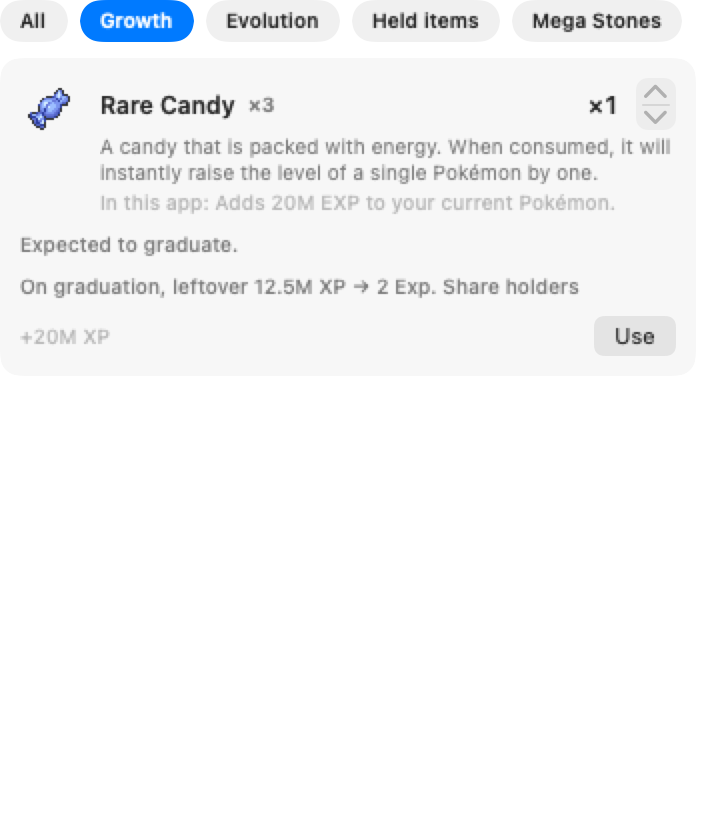 All Growth Evolution Held items Mega Stones
Rare Candy ×3 ×1
A candy that is packed with energy. When consumed, it will
instantly raise the level of a single Pokémon by one.
In this app: Adds 20M EXP to your current Pokémon.
Expected to graduate.
On graduation, leftover 12.5M XP → 2 Exp. Share holders
+20M XP Use